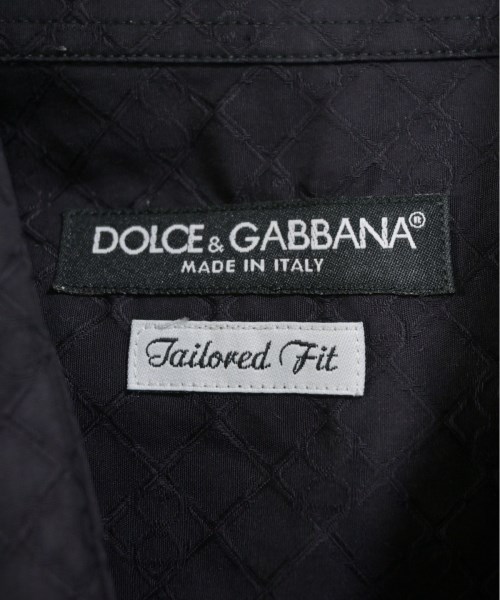 DOLCE & GABBANA®
MADE IN ITALY
Tailored Fit